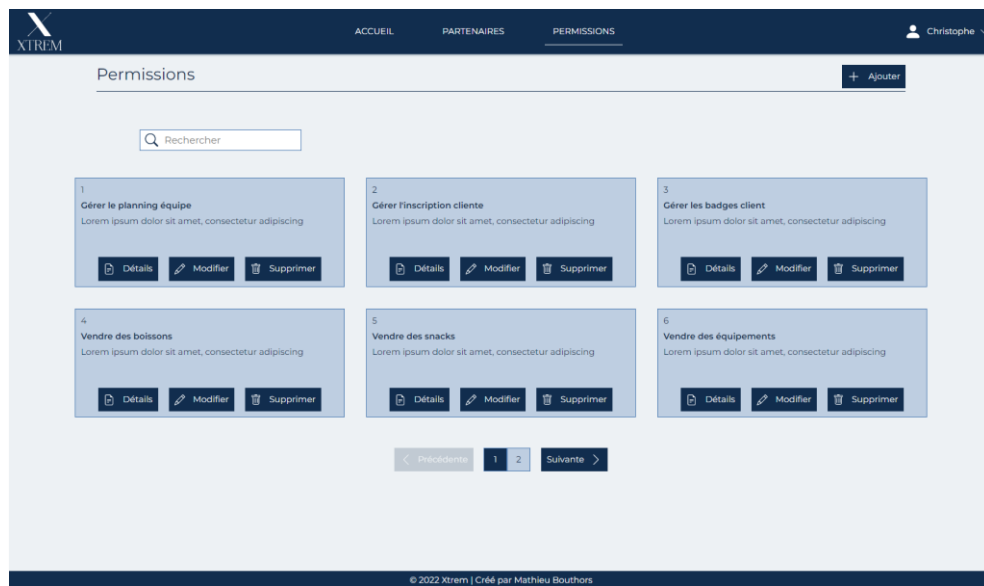 X
XTREM
ACCUEIL PARTENAIRES PERMISSIONS
Christophe
Permissions
+ Ajouter
Rechercher
1
Gérer le planning équipe
Lorem ipsum dolor sit amet, consectetur adipiscing
Détails Modifier Supprimer
2
Gérer l'inscription cliente
Lorem ipsum dolor sit amet, consectetur adipiscing
Détails Modifier Supprimer
3
Gérer les badges client
Lorem ipsum dolor sit amet, consectetur adipiscing
Détails Modifier Supprimer
4
Vendre des boissons
Lorem ipsum dolor sit amet, consectetur adipiscing
Détails Modifier Supprimer
5
Vendre des snacks
Lorem ipsum dolor sit amet, consectetur adipiscing
Détails Modifier Supprimer
6
Vendre des équipements
Lorem ipsum dolor sit amet, consectetur adipiscing
Détails Modifier Supprimer
Précédente 1 2 Suivante
© 2022 Xtrem | Créé par Mathieu Bouthors